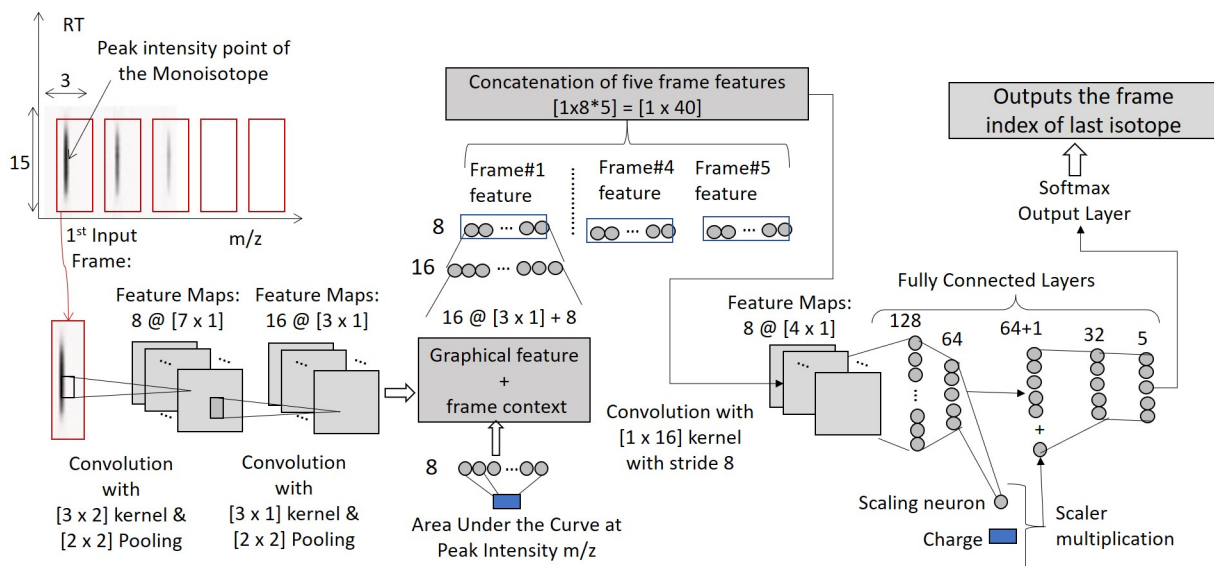 RT
Peak intensity point of
the Monoisotope
3
15
m/z
1st Input
Frame:
Feature Maps:
8 @ [7 x 1]
Feature Maps:
16 @ [3 x 1]
...
...
...
...
Convolution
with
[3 x 2] kernel &
[2 x 2] Pooling
Convolution
with
[3 x 1] kernel &
[2 x 2] Pooling
Concatenation of five frame features
[1x8*5] = [1 x 40]
Frame#1
feature
Frame#4
feature
Frame#5
feature
8
...
...
...
16
...
16 @ [3 x 1] + 8
Graphical feature
+
frame context
8
...
Area Under the Curve at
Peak Intensity m/z
Feature Maps:
8 @ [4 x 1]
...
...
Convolution with
[1 x 16] kernel
with stride 8
Outputs the frame
index of last isotope
Softmax
Output Layer
Fully Connected Layers
128
64
64+1
32
5
...
+
Scaling neuron
Charge
Scaler
multiplication